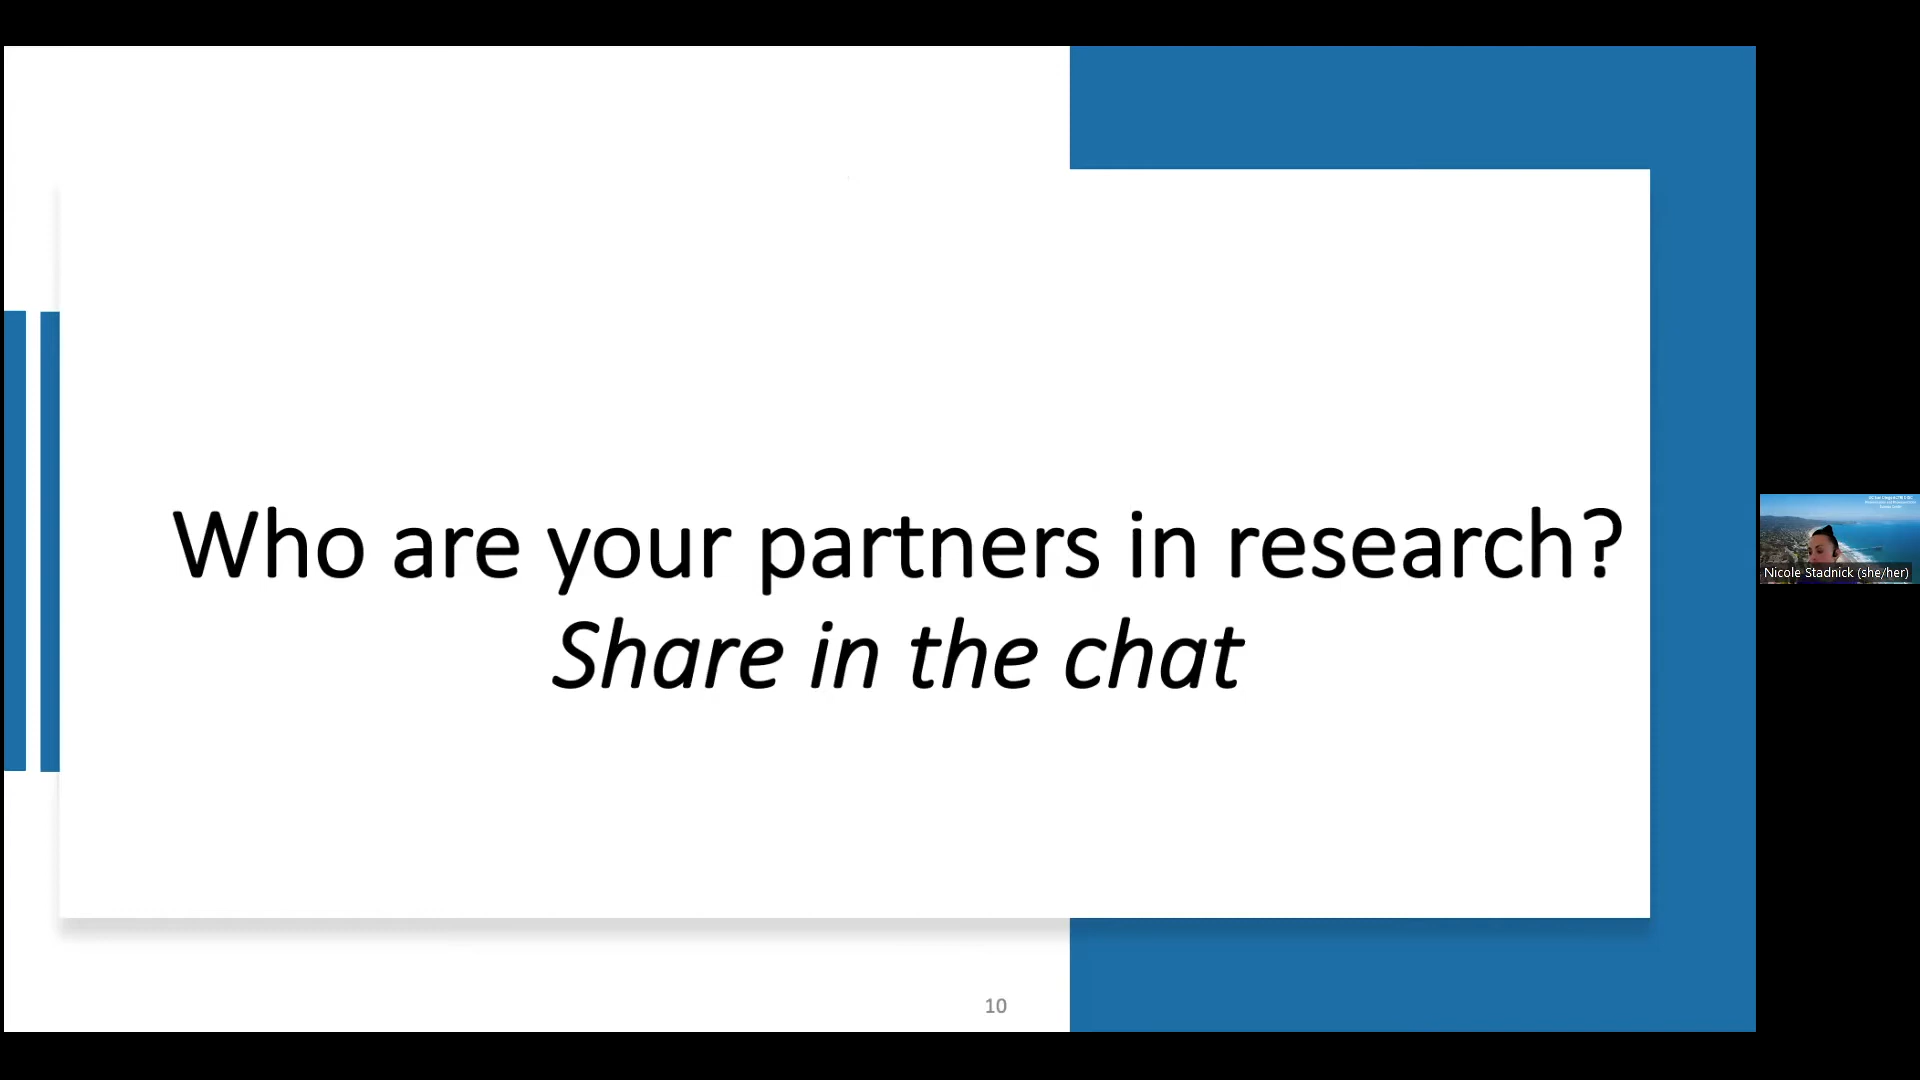 Who are your partners in research?
Share in the chat
10
Nicole Stadnick (she/her)